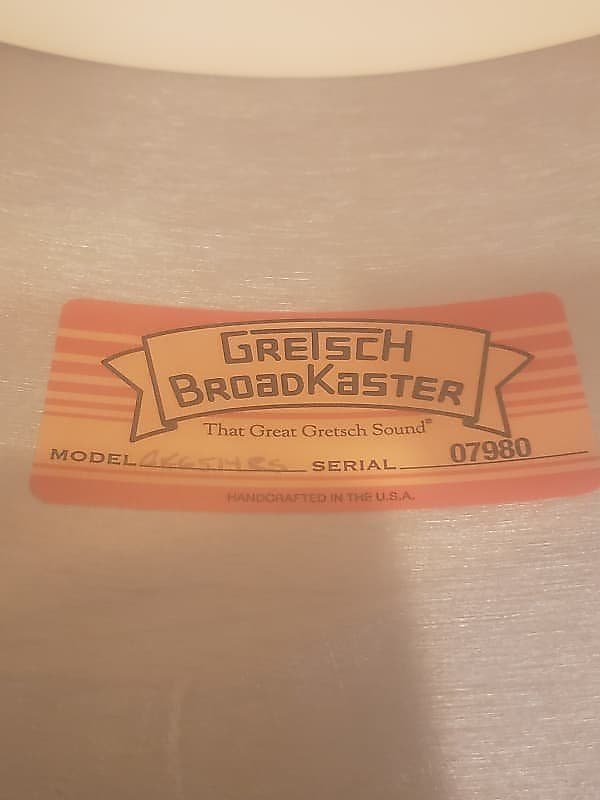 GRETSCH
BROADKASTER
That Great Gretsch Sound®
MODEL SERIAL 07980
HANDCRAFTED IN THE U.S.A.